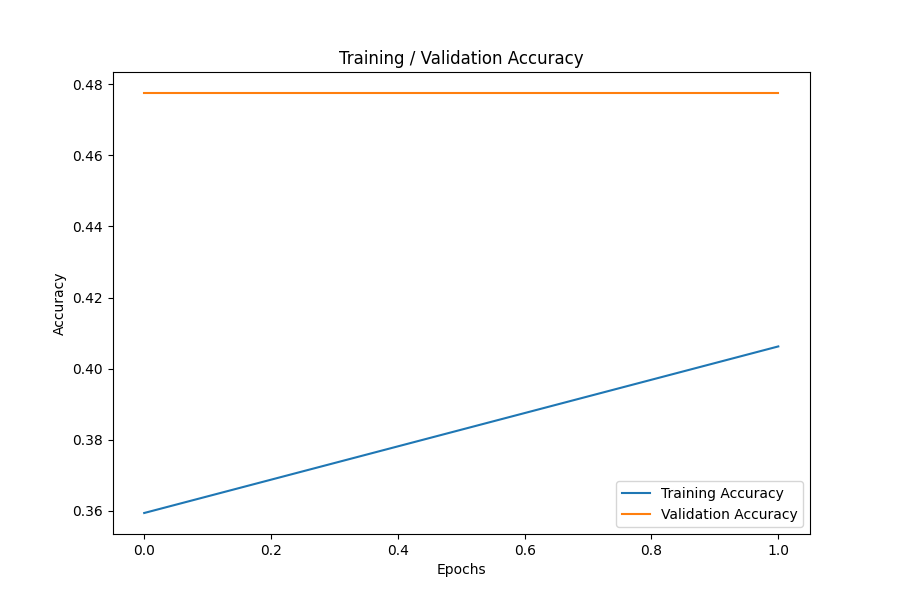 Training / Validation Accuracy
0.48
0.46
0.44
0.42
0.40
0.38
0.36
Accuracy
0.0
0.2
0.4
0.6
0.8
1.0
Epochs
Training Accuracy
Validation Accuracy